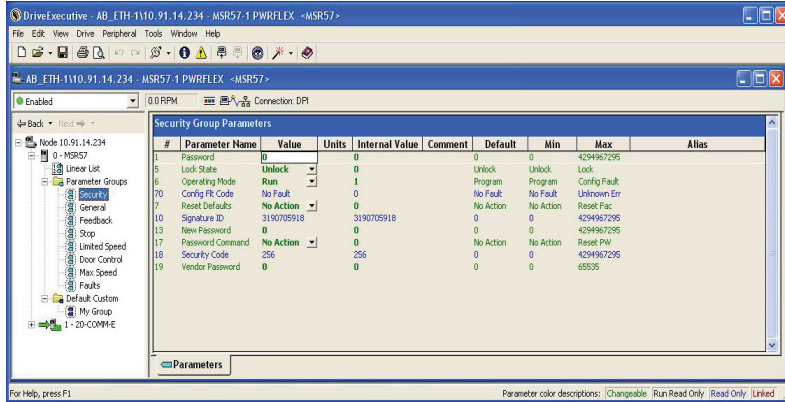 DriveExecutive - AB_ETH-1\10.91.14.234 - MSR57-1 PWRFLEX <MSR57>
File Edit View Drive Peripheral Tools Window Help
AB_ETH-1\10.91.14.234 - MSR57-1 PWRFLEX <MSR57>
Enabled 0.0 RPM Connection: DPI
Back Next
Node 10.91.14.234
0 - MSR57
Linear List
Parameter Groups
Security
General
Feedback
Stop
Limited Speed
Door Control
Max Speed
Faults
Default Custom
My Group
1 - 20-COMM-E
Security Group Parameters
# Parameter Name Value Units Internal Value Comment Default Min Max Alias
1 Password 0 0 0 0 4294967295
5 Lock State Unlock 0 Unlock Unlock Lock
6 Operating Mode Run 1 Program Program Config Fault
70 Config Flt Code No Fault 0 No Fault No Fault Unknown Err
7 Reset Defaults No Action 0 No Action No Action Reset Fac
10 Signature ID 3190705918 3190705918 0 0 4294967295
13 New Password 0 0 0 0 4294967295
17 Password Command No Action 0 No Action No Action Reset PW
18 Security Code 256 256 0 0 4294967295
19 Vendor Password 0 0 0 0 65535
Parameters
For Help, press F1 Parameter color descriptions: Changeable Run Read Only Read Only Linked